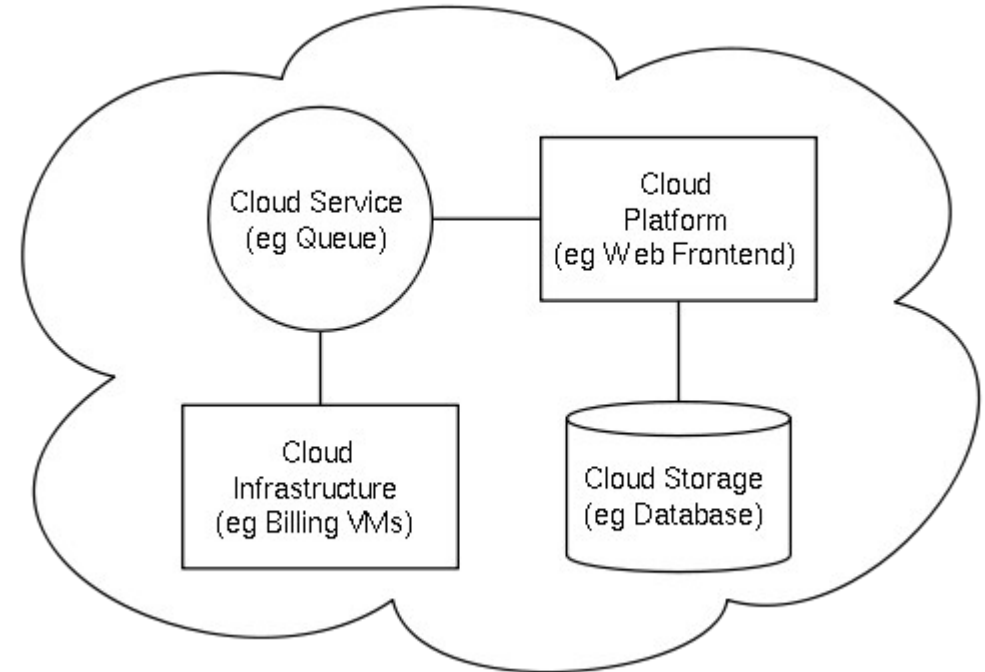 Cloud Service
(eg Queue)
Cloud
Platform
(eg Web Frontend)
Cloud
Infrastructure
(eg Billing VMs)
Cloud Storage
(eg Database)